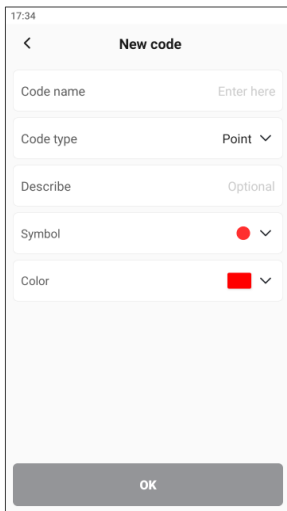 17:34
New code
Code name Enter here
Code type Point
Describe Optional
Symbol
Color
OK